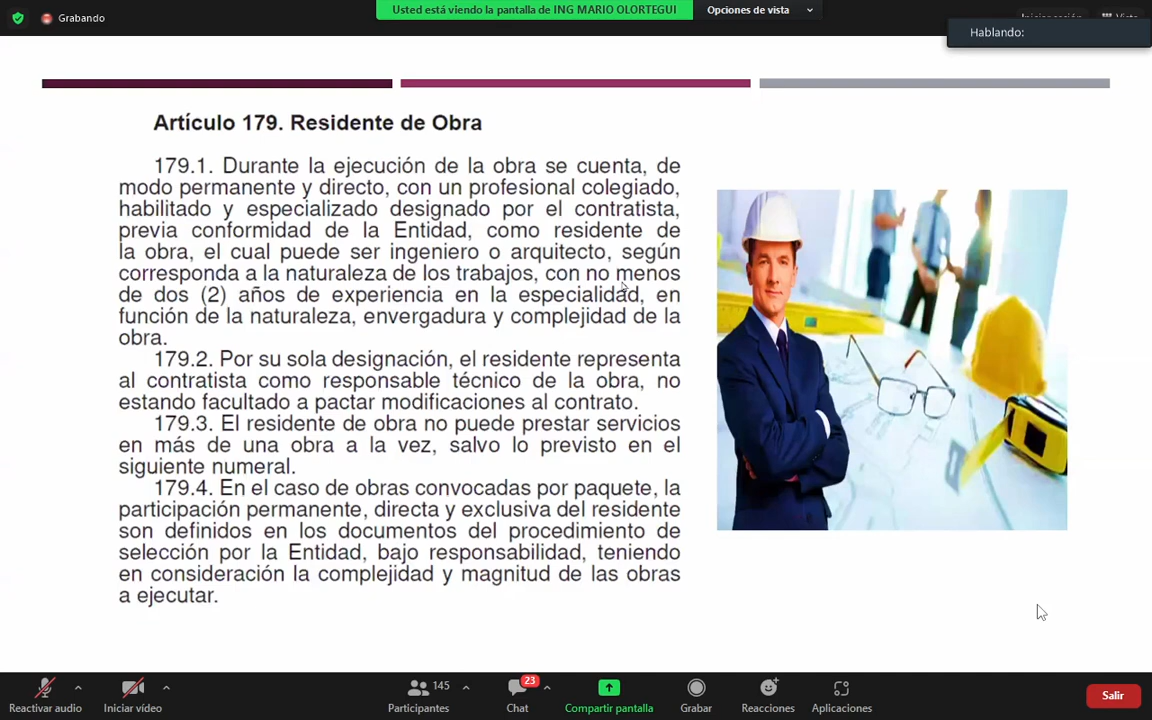 Usted está viendo la pantalla de ING MARIO OLORTEGUI
Opciones de vista
Grabando
Hablando:
Artículo 179. Residente de Obra
179.1. Durante la ejecución de la obra se cuenta, de
modo permanente y directo, con un profesional colegiado,
habilitado y especializado designado por el contratista,
previa conformidad de la Entidad, como residente de
la obra, el cual puede ser ingeniero o arquitecto, según
corresponda a la naturaleza de los trabajos, con no menos
de dos (2) años de experiencia en la especialidad, en
función de la naturaleza, envergadura y complejidad de la
obra.
179.2. Por su sola designación, el residente representa
al contratista como responsable técnico de la obra, no
estando facultado a pactar modificaciones al contrato.
179.3. El residente de obra no puede prestar servicios
en más de una obra a la vez, salvo lo previsto en el
siguiente numeral.
179.4. En el caso de obras convocadas por paquete, la
participación permanente, directa y exclusiva del residente
son definidos en los documentos del procedimiento de
selección por la Entidad, bajo responsabilidad, teniendo
en consideración la complejidad y magnitud de las obras
a ejecutar.
145
23
Reactivar audio
Iniciar vídeo
Participantes
Chat
Compartir pantalla
Grabar
Reacciones
Aplicaciones
Salir